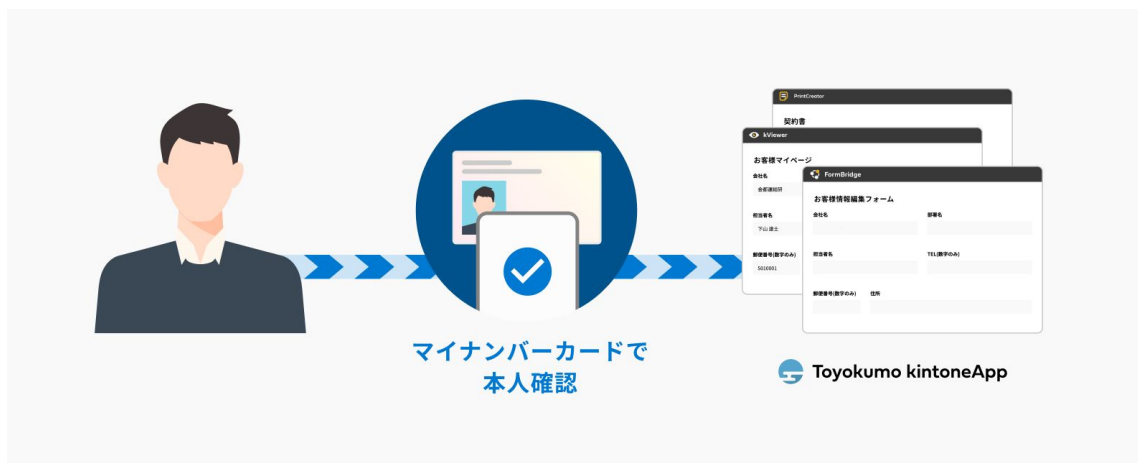 マイナンバーカードで
本人確認
PrintCreator
契約書
kViewer
お客様マイページ
会社名
担当者名
下山 建士
郵便番号(数字のみ)
5010001
FormBridge
お客様情報編集フォーム
会社名
部署名
担当者名
TEL(数字のみ)
郵便番号(数字のみ)
住所
Toyokumo kintoneApp